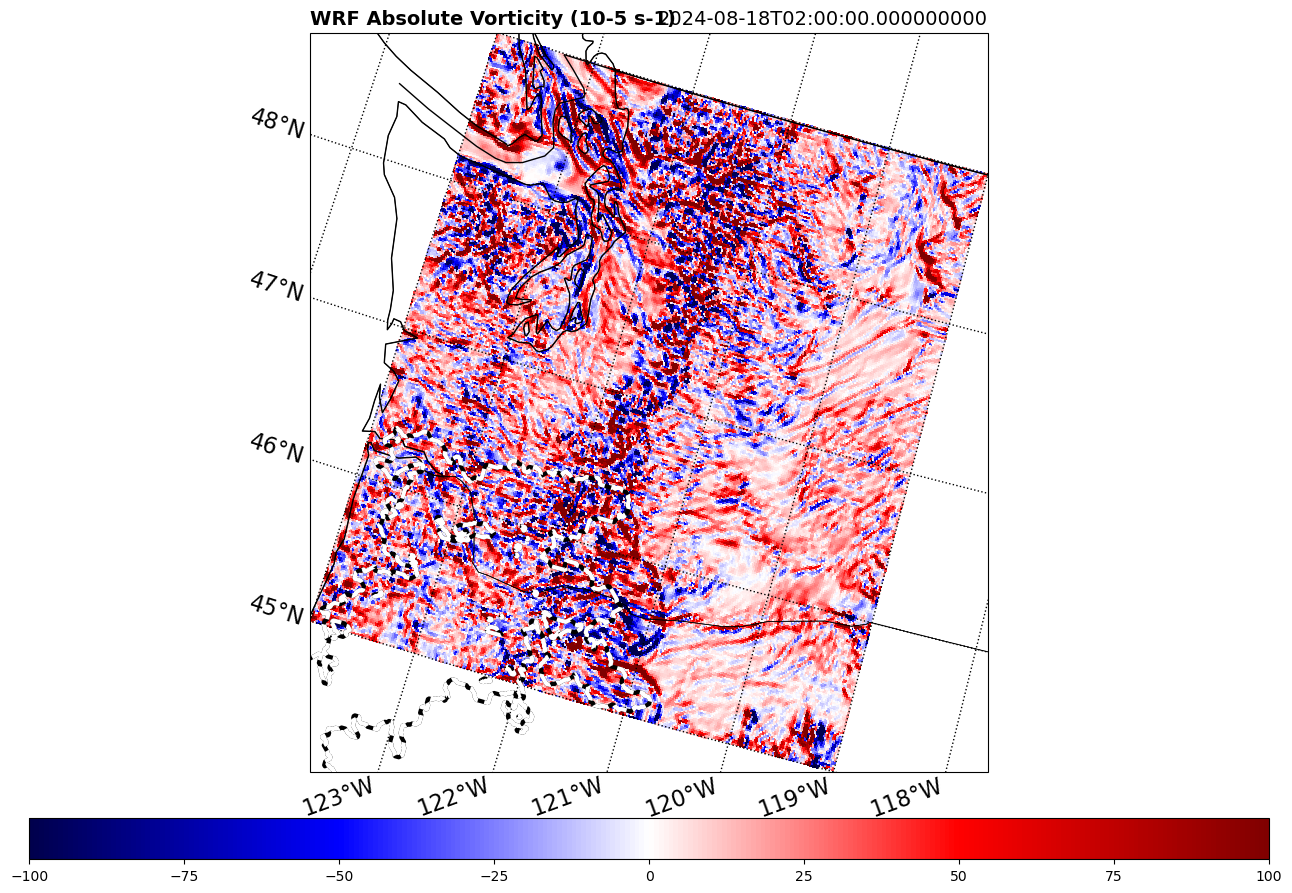 WRF Absolute Vorticity (10-5 s-1) 2024-08-18T02:00:00.000000000
48°N
47°N
46°N
45°N
123°W 122°W 121°W 120°W 119°W 118°W
−100 −75 −50 −25 0 25 50 75 100